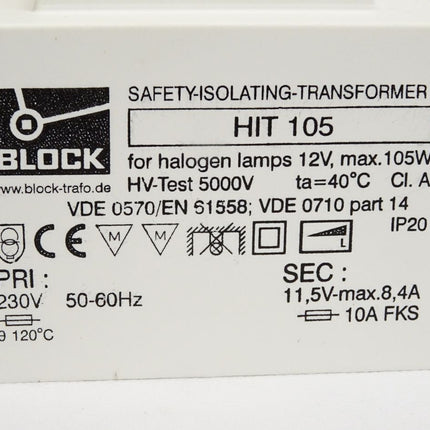 SAFETY-ISOLATING-TRANSFORMER
HIT 105
BLOCK
www.block-trafo.de
for halogen lamps 12V, max.105W
HV-Test 5000V ta=40°C Cl. A
VDE 0570/EN 61558; VDE 0710 part 14
IP20
CE M M L
PRI :
230V 50-60Hz
120°C
SEC :
11,5V-max.8,4A
10A FKS